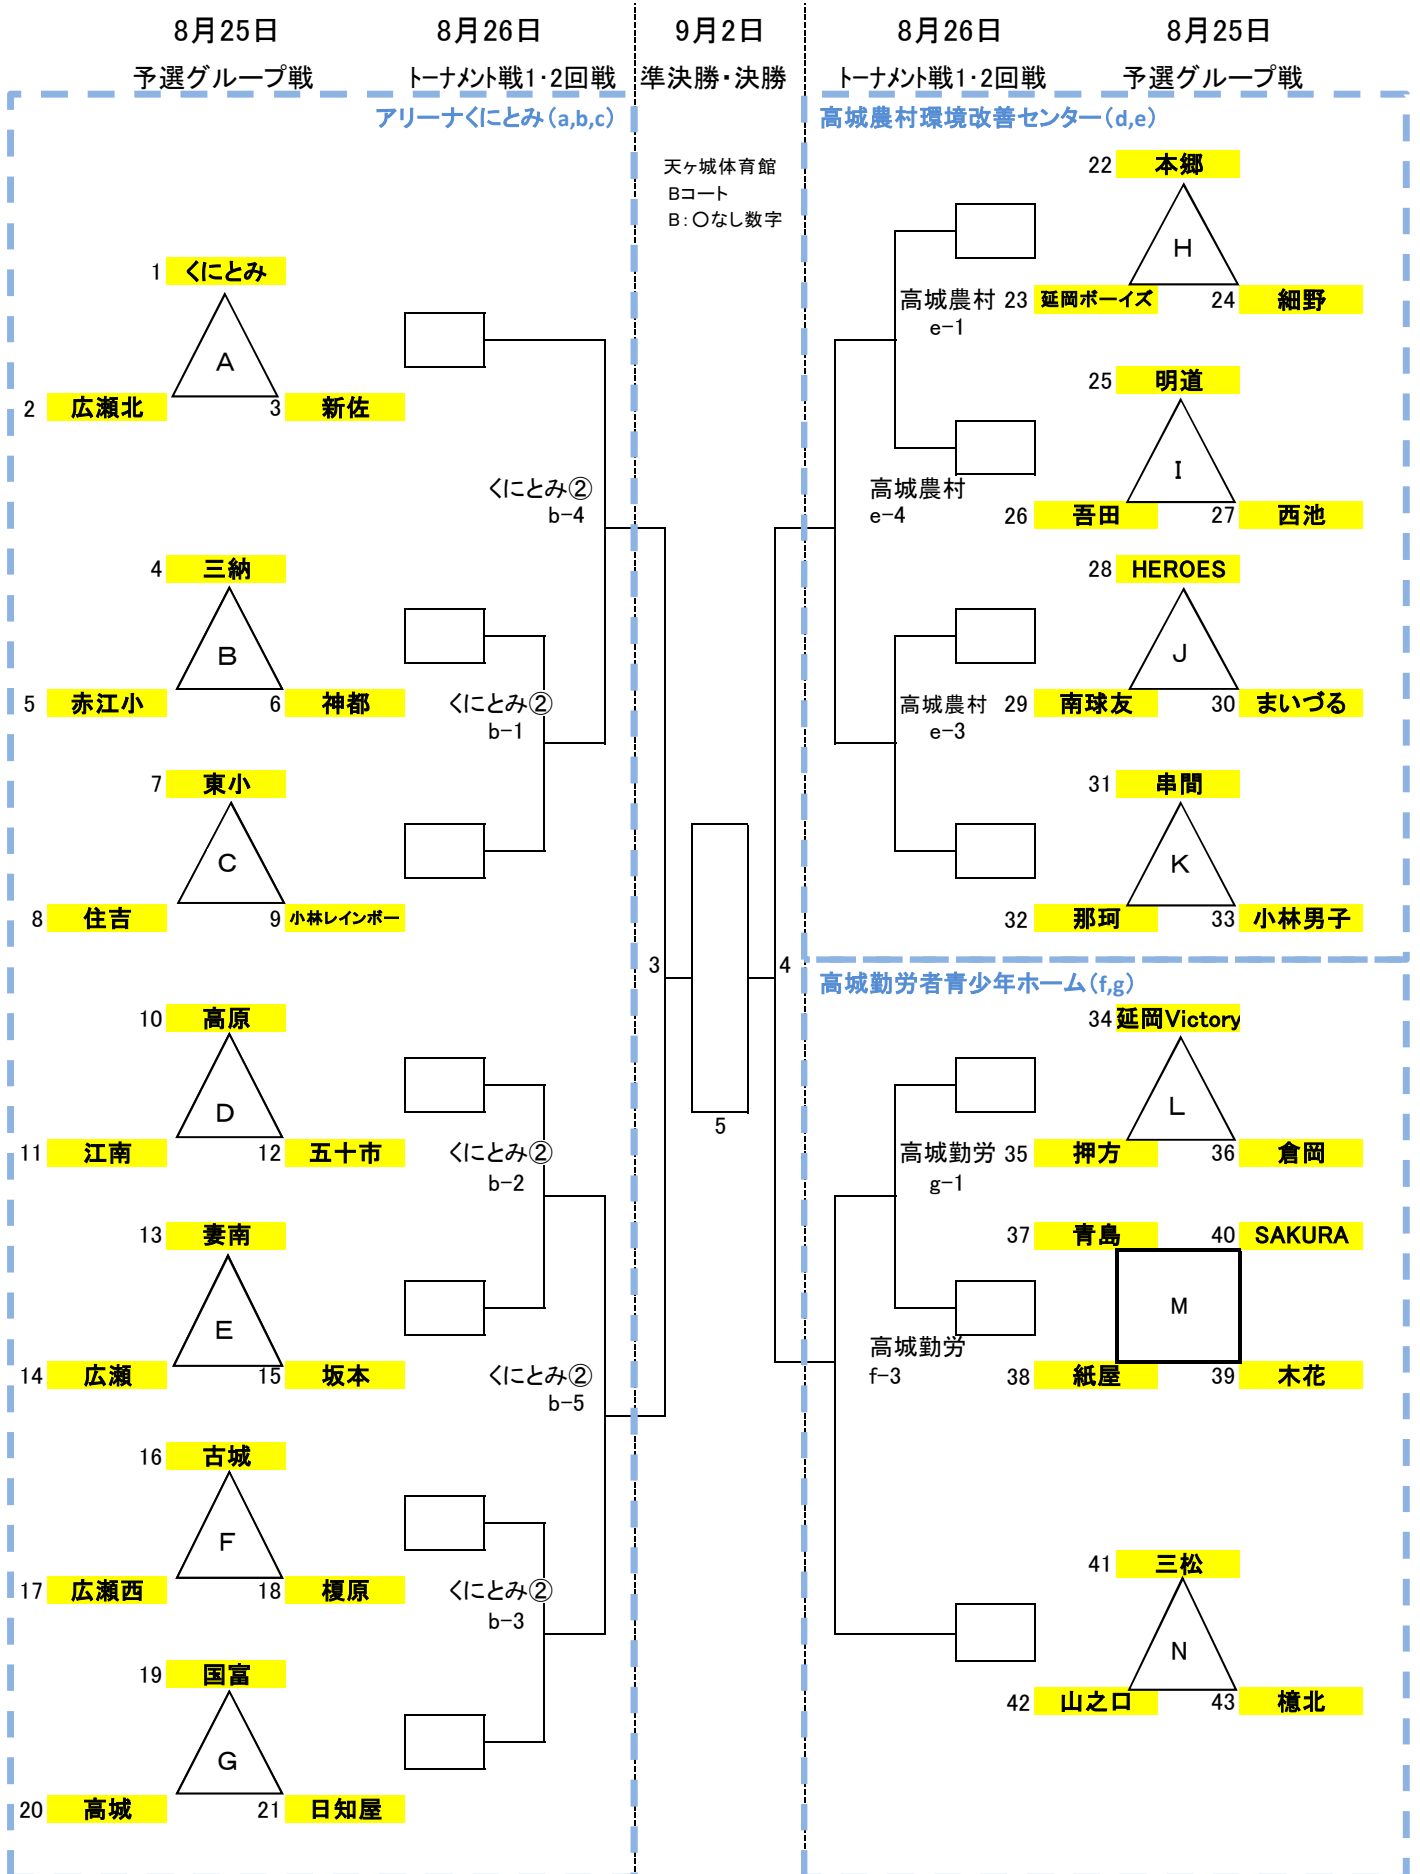 8月25日
8月26日
9月2日
8月26日
8月25日
予選グループ戦
トーナメント戦1・2回戦
準決勝・決勝
トーナメント戦1・2回戦
予選グループ戦
アリーナくにとみ(a,b,c)
1 くにとみ
A
2 広瀬北
3 新佐
くにとみ②
b-4
4 三納
B
5 赤江小
6 神都
くにとみ②
b-1
7 東小
C
8 住吉
9 小林レインボー
10 高原
D
11 江南
12 五十市
くにとみ②
b-2
13 妻南
E
14 広瀬
15 坂本
くにとみ②
b-5
16 古城
F
17 広瀬西
18 榎原
くにとみ②
b-3
19 国富
G
20 高城
21 日知屋
天ヶ城体育館
Bコート
B:〇なし数字
3
4
5
高城農村環境改善センター(d,e)
22 本郷
H
高城農村
e-1
23 延岡ボーイズ
24 細野
25 明道
I
高城農村
e-4
26 吾田
27 西池
28 HEROES
J
高城農村
e-3
29 南球友
30 まいづる
31 串間
K
32 那珂
33 小林男子
高城勤労者青少年ホーム(f,g)
34 延岡Victory
L
高城勤労
g-1
35 押方
36 倉岡
37 青島
40 SAKURA
M
高城勤労
f-3
38 紙屋
39 木花
41 三松
N
42 山之口
43 檍北